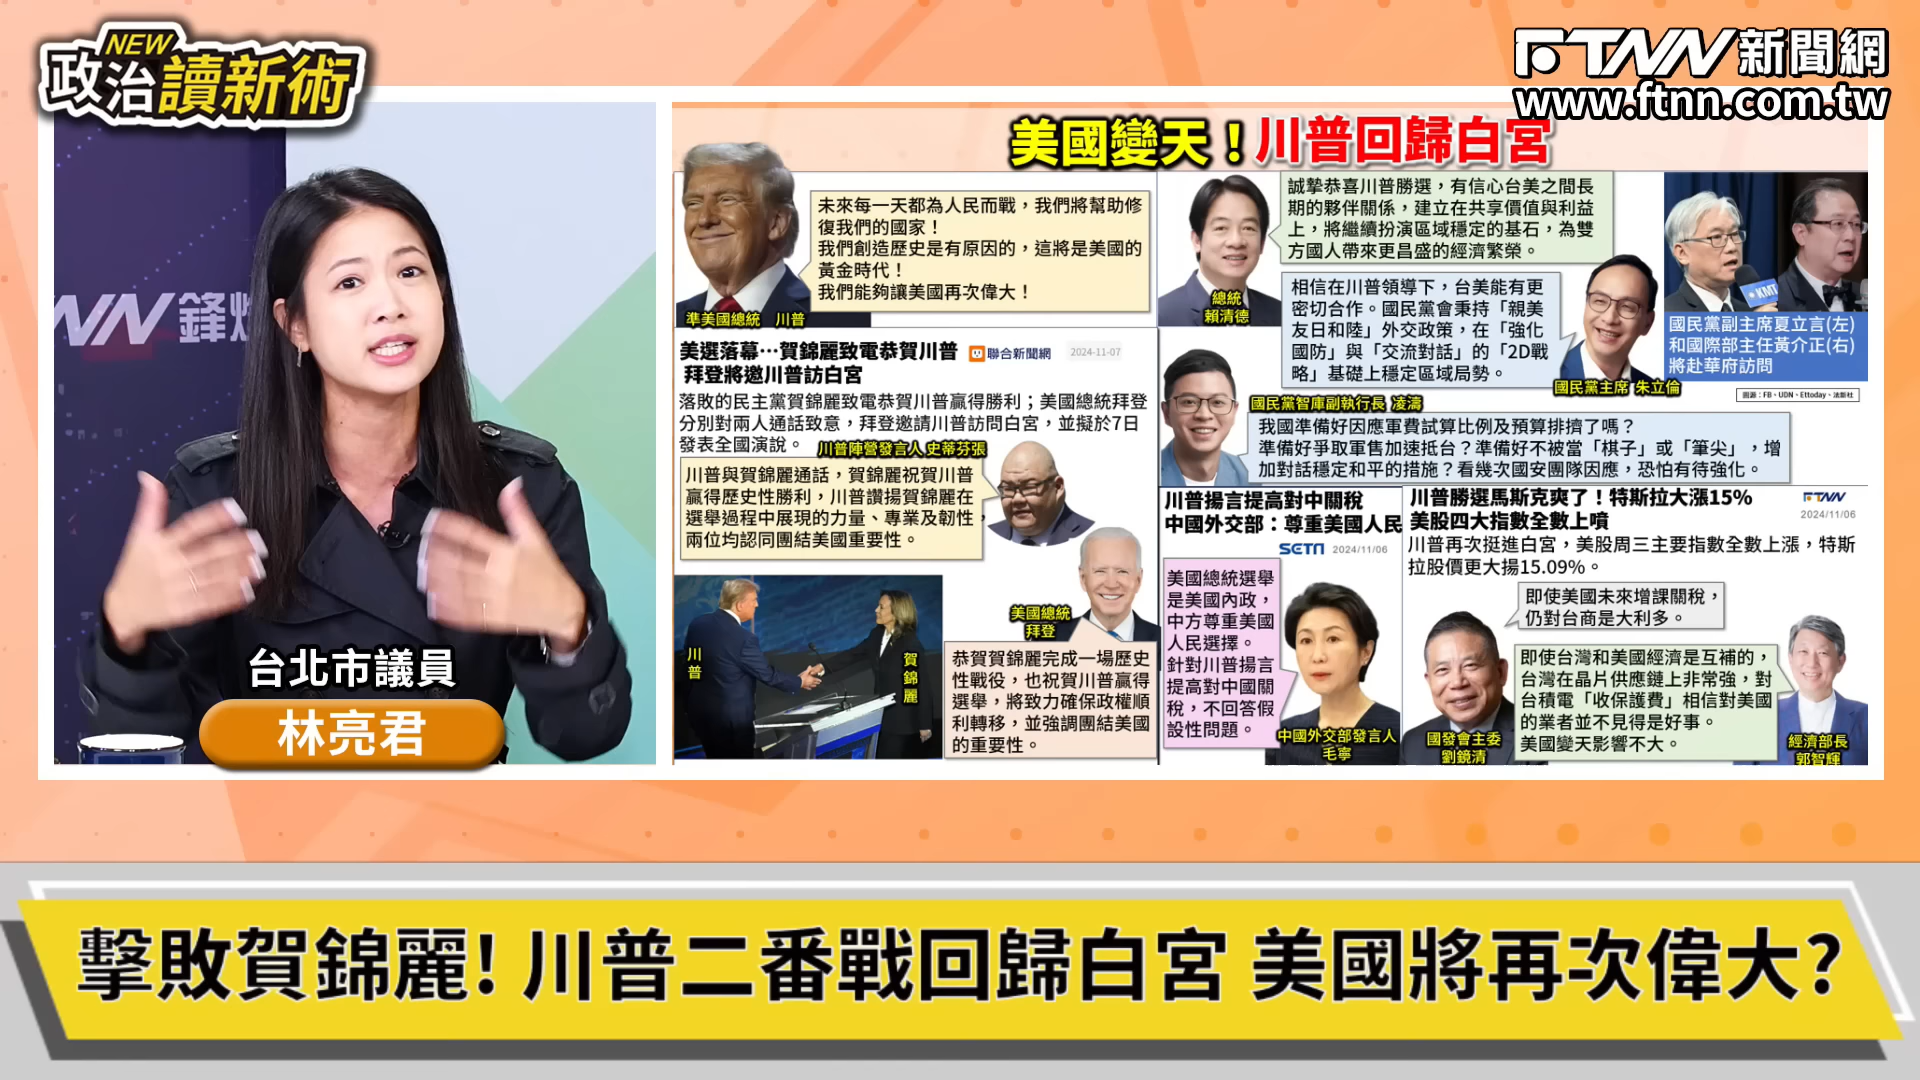 NEW
政治讀新術
FTNN新聞網
www.ftnn.com.tw
NN鋒燦
台北市議員
林亮君
美國變天！川普回歸白宮
未來每一天都為人民而戰，我們將幫助修
復我們的國家！
我們創造歷史是有原因的，這將是美國的
黃金時代！
我們能夠讓美國再次偉大！
準美國總統 川普
美選落幕…賀錦麗致電恭賀川普
拜登將邀川普訪白宮
聯合新聞網
2024-11-07
落敗的民主黨賀錦麗致電恭賀川普贏得勝利；美國總統拜登
分別對兩人通話致意，拜登邀請川普訪問白宮，並擬於7日
發表全國演說。
川普陣營發言人 史蒂芬張
川普與賀錦麗通話，賀錦麗祝賀川普
贏得歷史性勝利，川普讚揚賀錦麗在
選舉過程中展現的力量、專業及韌性，
兩位均認同團結美國重要性。
川普
賀錦麗
美國總統
拜登
恭賀賀錦麗完成一場歷史
性戰役，也祝賀川普贏得
選舉，將致力確保政權順
利轉移，並強調團結美國
的重要性。
總統
賴清德
誠摯恭喜川普勝選，有信心台美之間長
期的夥伴關係，建立在共享價值與利益
上，將繼續扮演區域穩定的基石，為雙
方國人帶來更昌盛的經濟繁榮。
相信在川普領導下，台美能有更
密切合作。國民黨會秉持「親美
友日和陸」外交政策，在「強化
國防」與「交流對話」的「2D戰
略」基礎上穩定區域局勢。
國民黨主席 朱立倫
KMT
國民黨副主席夏立言(左)
和國際部主任黃介正(右)
將赴華府訪問
圖源：FB、UDN、Ettoday、法新社
國民黨智庫副執行長 凌濤
我國準備好因應軍費試算比例及預算排擠了嗎？
準備好爭取軍售加速抵台？準備好不被當「棋子」或「筆尖」，增
加對話穩定和平的措施？看幾次國安團隊因應，恐怕有待強化。
川普揚言提高對中關稅
中國外交部：尊重美國人民
SETN 2024/11/06
美國總統選舉
是美國內政，
中方尊重美國
人民選擇。
針對川普揚言
提高對中國關
稅，不回答假
設性問題。
中國外交部發言人
毛寧
川普勝選馬斯克爽了！特斯拉大漲15%
美股四大指數全數上噴
FTNN
2024/11/06
川普再次挺進白宮，美股周三主要指數全數上漲，特斯
拉股價更大揚15.09%。
即使美國未來增課關稅，
仍對台商是大利多。
國發會主委
劉鏡清
即使台灣和美國經濟是互補的，
台灣在晶片供應鏈上非常強，對
台積電「收保護費」相信對美國
的業者並不見得是好事。
美國變天影響不大。
經濟部長
郭智輝
擊敗賀錦麗！川普二番戰回歸白宮 美國將再次偉大？